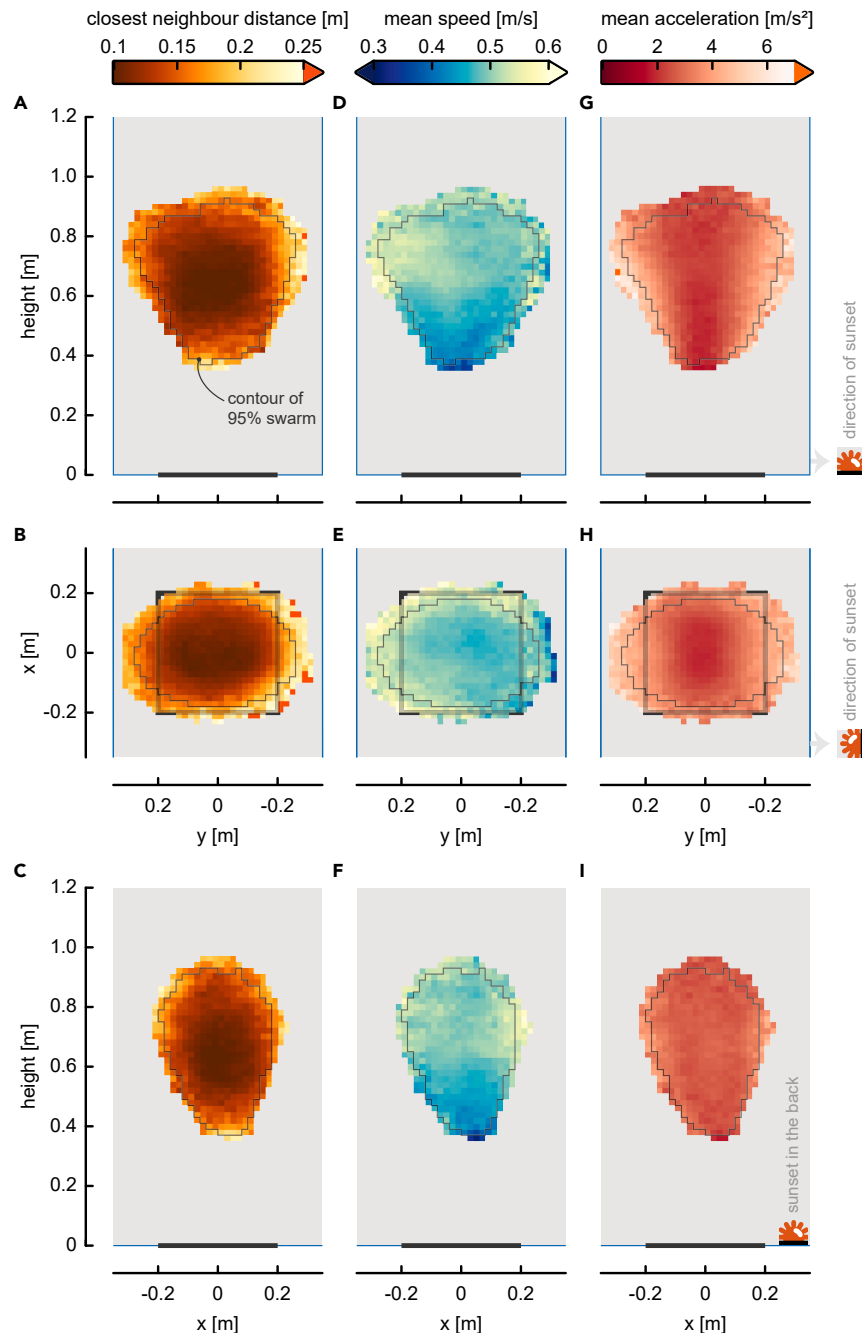 closest neighbour distance [m]
0.1 0.15 0.2 0.25
mean speed [m/s]
0.3 0.4 0.5 0.6
mean acceleration [m/s²]
0 2 4 6
A
D
G
1.2
1.0
0.8
0.6
0.4
0.2
0
height [m]
contour of
95% swarm
direction of sunset
B
E
H
0.2
0
-0.2
x [m]
direction of sunset
0.2 0 -0.2
y [m]
0.2 0 -0.2
y [m]
0.2 0 -0.2
y [m]
C
F
I
1.2
1.0
0.8
0.6
0.4
0.2
0
height [m]
sunset in the back
-0.2 0 0.2
x [m]
-0.2 0 0.2
x [m]
-0.2 0 0.2
x [m]